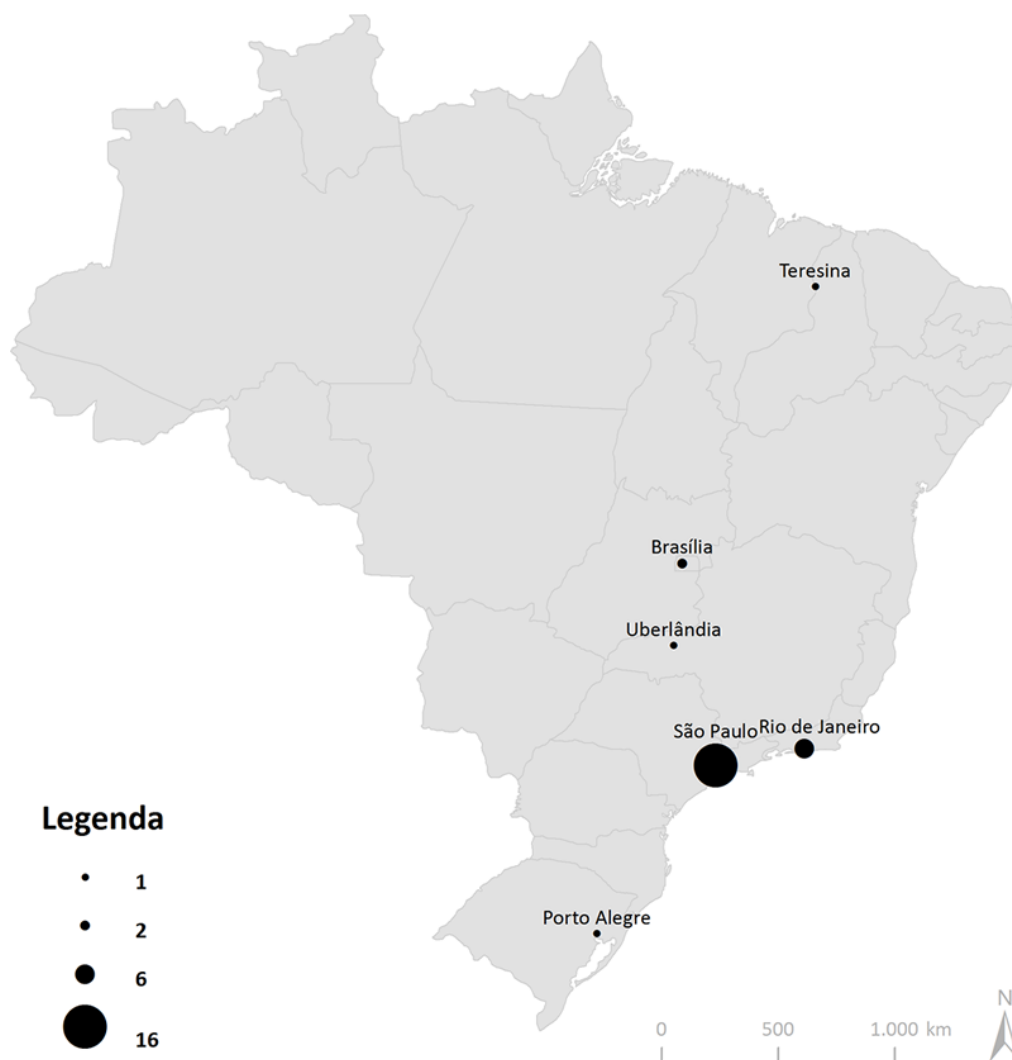 Teresina
Brasília
Uberlândia
São Paulo
Rio de Janeiro
Porto Alegre
Legenda
1
2
6
16
0 500 1.000 km
N